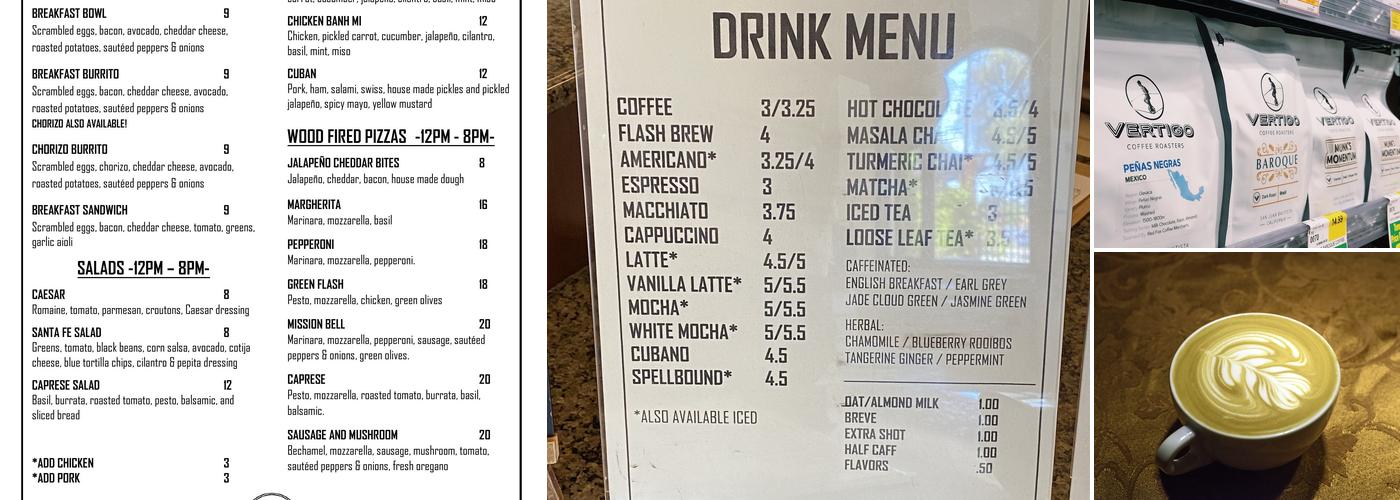 BREAKFAST BOWL 9
Scrambled eggs, bacon, avocado, cheddar cheese,
roasted potatoes, sautéed peppers & onions
BREAKFAST BURRITO 9
Scrambled eggs, bacon, cheddar cheese, avocado,
roasted potatoes, sautéed peppers & onions
CHORIZO ALSO AVAILABLE!
CHORIZO BURRITO 9
Scrambled eggs, chorizo, cheddar cheese, avocado,
roasted potatoes, sautéed peppers & onions
BREAKFAST SANDWICH 9
Scrambled eggs, bacon, cheddar cheese, tomato, greens,
garlic aioli
SALADS -12PM – 8PM-
CAESAR 8
Romaine, tomato, parmesan, croutons, Caesar dressing
SANTA FE SALAD 8
Greens, tomato, black beans, corn salsa, avocado, cotija
cheese, blue tortilla chips, cilantro & pepita dressing
CAPRESE SALAD 12
Basil, burrata, roasted tomato, pesto, balsamic, and
sliced bread
*ADD CHICKEN 3
*ADD PORK 3
CHICKEN BANH MI 12
Chicken, pickled carrot, cucumber, jalapeño, cilantro,
basil, mint, miso
CUBAN 12
Pork, ham, salami, swiss, house made pickles and pickled
jalapeño, spicy mayo, yellow mustard
WOOD FIRED PIZZAS -12PM - 8PM-
JALAPEÑO CHEDDAR BITES 8
Jalapeño, cheddar, bacon, house made dough
MARGHERITA 16
Marinara, mozzarella, basil
PEPPERONI 18
Marinara, mozzarella, pepperoni.
GREEN FLASH 18
Pesto, mozzarella, chicken, green olives
MISSION BELL 20
Marinara, mozzarella, pepperoni, sausage, sautéed
peppers & onions, green olives.
CAPRESE 20
Pesto, mozzarella, roasted tomato, burrata, basil,
balsamic.
SAUSAGE AND MUSHROOM 20
Bechamel, mozzarella, sausage, mushroom, tomato,
sautéed peppers & onions, fresh oregano
DRINK MENU
COFFEE 3/3.25
FLASH BREW 4
AMERICANO* 3.25/4
ESPRESSO 3
MACCHIATO 3.75
CAPPUCCINO 4
LATTE* 4.5/5
VANILLA LATTE* 5/5.5
MOCHA* 5/5.5
WHITE MOCHA* 5/5.5
CUBANO 4.5
SPELLBOUND* 4.5
*ALSO AVAILABLE ICED
HOT CHOCOLATE 3.5/4
MASALA CHAI* 4.5/5
TURMERIC CHAI* 4.5/5
MATCHA*
ICED TEA 3
LOOSE LEAF TEA* 3.5
CAFFEINATED:
ENGLISH BREAKFAST / EARL GREY
JADE CLOUD GREEN / JASMINE GREEN
HERBAL:
CHAMOMILE / BLUEBERRY ROOIBOS
TANGERINE GINGER / PEPPERMINT
OAT/ALMOND MILK 1.00
BREVE 1.00
EXTRA SHOT 1.00
HALF CAFF 1.00
FLAVORS .50
VERTIGO
COFFEE ROASTERS
PEÑAS NEGRAS
MEXICO
VERTIGO
COFFEE ROASTERS
BAROQUE
VERTIGO
MUNK'S
MOMENTUM